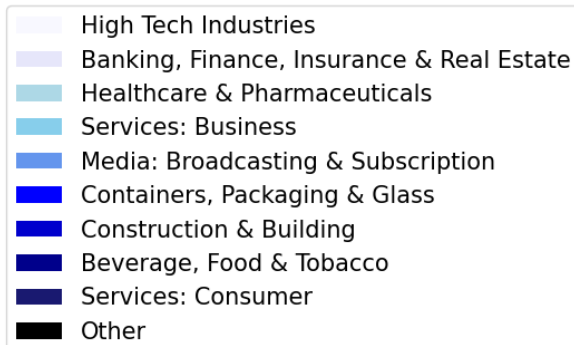 High Tech Industries
Banking, Finance, Insurance & Real Estate
Healthcare & Pharmaceuticals
Services: Business
Media: Broadcasting & Subscription
Containers, Packaging & Glass
Construction & Building
Beverage, Food & Tobacco
Services: Consumer
Other